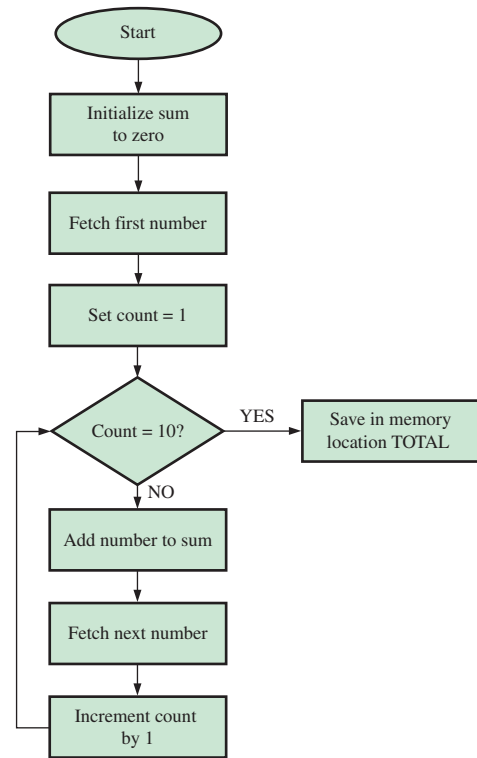 Start
Initialize sum
to zero
Fetch first number
Set count = 1
Count = 10?
YES
Save in memory
location TOTAL
NO
Add number to sum
Fetch next number
Increment count
by 1